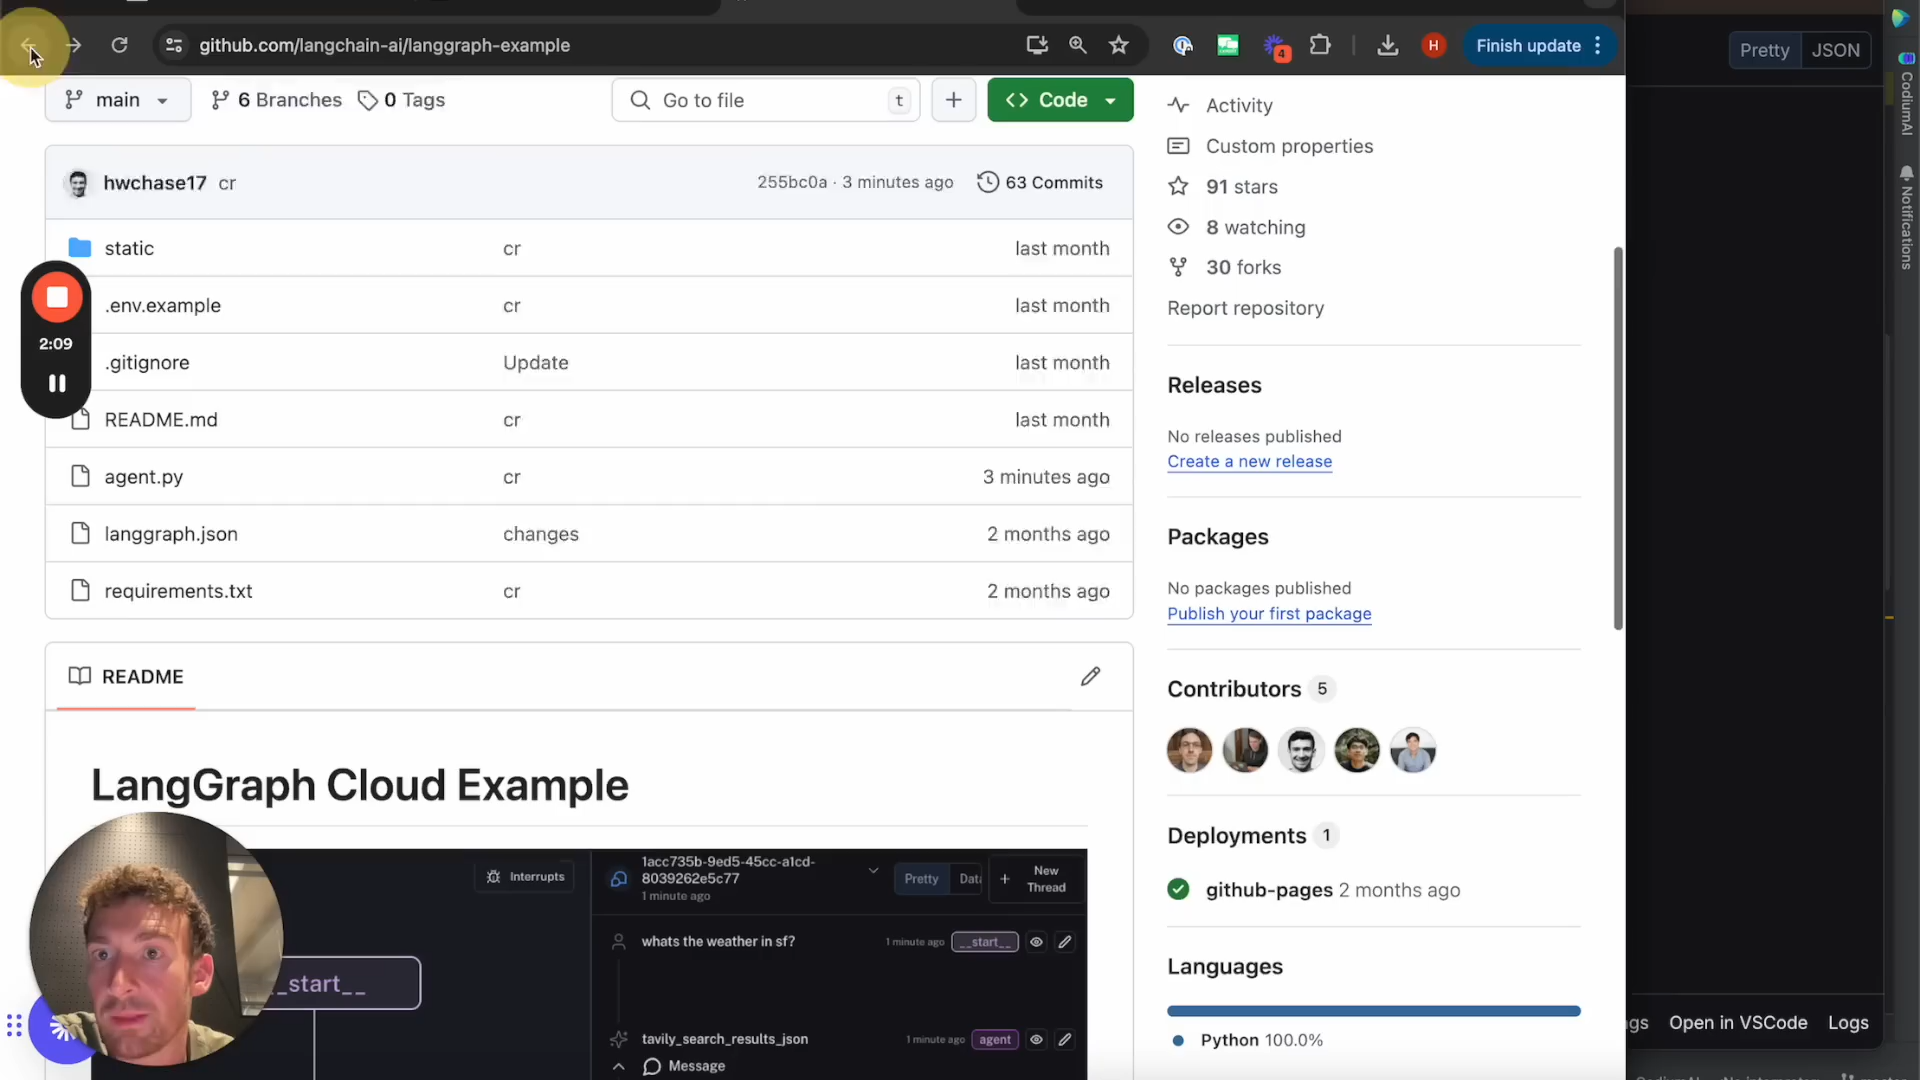 github.com/langchain-ai/langgraph-example
4
H
Finish update
Pretty
JSON
main
6 Branches
0 Tags
Go to file
t
Code
hwchase17 cr
255bc0a · 3 minutes ago
63 Commits
static
cr
last month
.env.example
cr
last month
.gitignore
Update
last month
README.md
cr
last month
agent.py
cr
3 minutes ago
langgraph.json
changes
2 months ago
requirements.txt
cr
2 months ago
2:09
README
LangGraph Cloud Example
Interrupts
1acc735b-9ed5-45cc-a1cd-
8039262e5c77
1 minute ago
Pretty
New
Thread
whats the weather in sf?
1 minute ago
__start__
_start__
tavily_search_results_json
1 minute ago
agent
Message
Activity
Custom properties
91 stars
8 watching
30 forks
Report repository
Releases
No releases published
Create a new release
Packages
No packages published
Publish your first package
Contributors 5
Deployments 1
github-pages 2 months ago
Languages
Python 100.0%
CodiumAI
Notifications
Open in VSCode
Logs